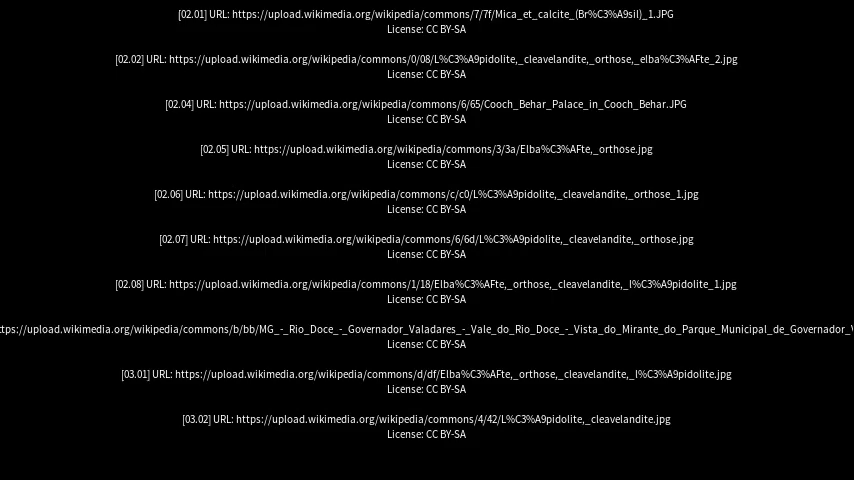 [02.01] URL: https://upload.wikimedia.org/wikipedia/commons/7/7f/Mica_et_calcite_(Br%C3%A9sil)_1.JPG
License: CC BY-SA
[02.02] URL: https://upload.wikimedia.org/wikipedia/commons/0/08/L%C3%A9pidolite,_cleavelandite,_orthose,_elba%C3%AFte_2.jpg
License: CC BY-SA
[02.04] URL: https://upload.wikimedia.org/wikipedia/commons/6/65/Cooch_Behar_Palace_in_Cooch_Behar.JPG
License: CC BY-SA
[02.05] URL: https://upload.wikimedia.org/wikipedia/commons/3/3a/Elba%C3%AFte,_orthose.jpg
License: CC BY-SA
[02.06] URL: https://upload.wikimedia.org/wikipedia/commons/c/c0/L%C3%A9pidolite,_cleavelandite,_orthose_1.jpg
License: CC BY-SA
[02.07] URL: https://upload.wikimedia.org/wikipedia/commons/6/6d/L%C3%A9pidolite,_cleavelandite,_orthose.jpg
License: CC BY-SA
[02.08] URL: https://upload.wikimedia.org/wikipedia/commons/1/18/Elba%C3%AFte,_orthose,_cleavelandite,_l%C3%A9pidolite_1.jpg
License: CC BY-SA
ttps://upload.wikimedia.org/wikipedia/commons/b/bb/MG_-_Rio_Doce_-_Governador_Valadares_-_Vale_do_Rio_Doce_-_Vista_do_Mirante_do_Parque_Municipal_de_Governador_V
License: CC BY-SA
[03.01] URL: https://upload.wikimedia.org/wikipedia/commons/d/df/Elba%C3%AFte,_orthose,_cleavelandite,_l%C3%A9pidolite.jpg
License: CC BY-SA
[03.02] URL: https://upload.wikimedia.org/wikipedia/commons/4/42/L%C3%A9pidolite,_cleavelandite.jpg
License: CC BY-SA